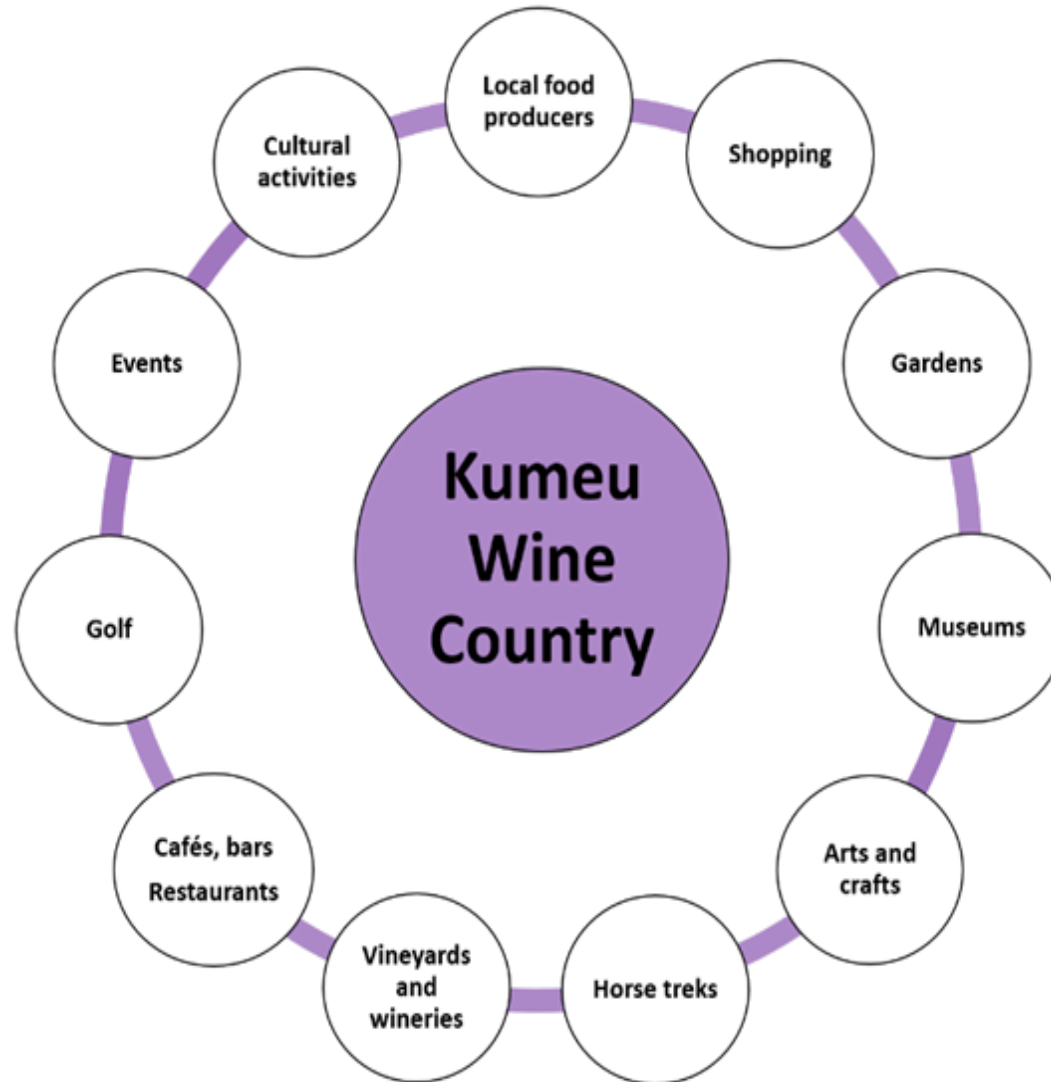 Local food
producers
Shopping
Gardens
Museums
Arts and
crafts
Horse treks
Vineyards
and
wineries
Cafés, bars
Restaurants
Golf
Events
Cultural
activities
Kumeu
Wine
Country